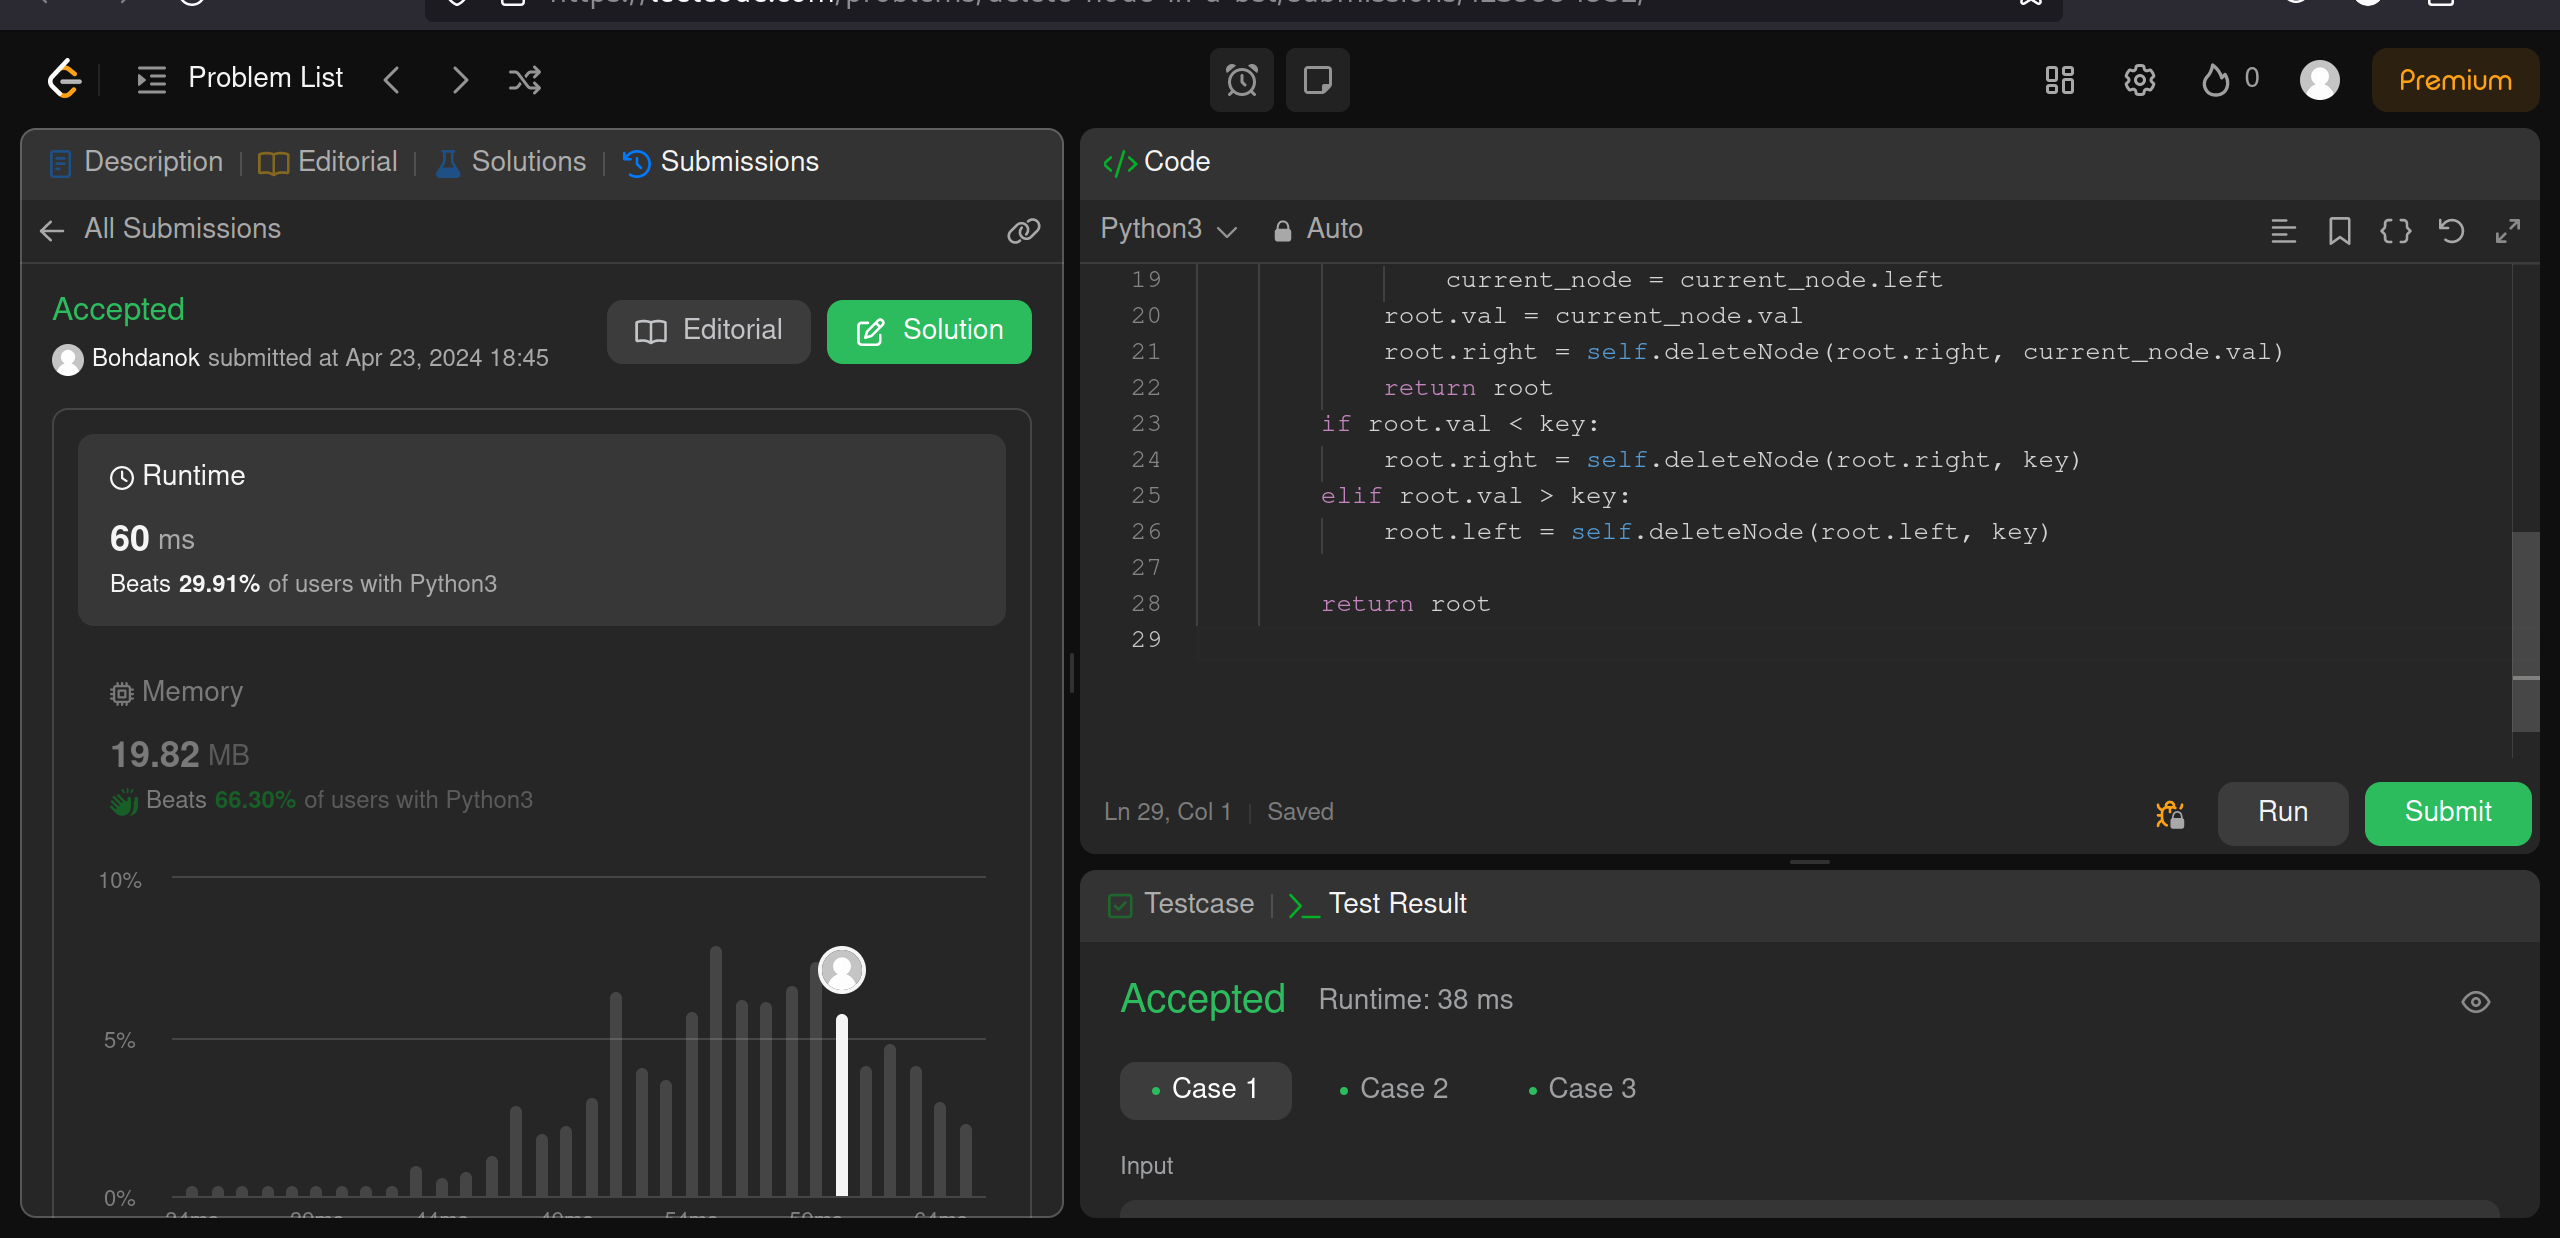 Problem List
0
Premium
Description
Editorial
Solutions
Submissions
All Submissions
Accepted
Bohdanok submitted at Apr 23, 2024 18:45
Editorial
Solution
Runtime
60 ms
Beats 29.91% of users with Python3
Memory
19.82 MB
Beats 66.30% of users with Python3
10%
5%
0%
</> Code
Python3
Auto
19 current_node = current_node.left
20 root.val = current_node.val
21 root.right = self.deleteNode(root.right, current_node.val)
22 return root
23 if root.val < key:
24 root.right = self.deleteNode(root.right, key)
25 elif root.val > key:
26 root.left = self.deleteNode(root.left, key)
27
28 return root
29
Ln 29, Col 1
Saved
Run
Submit
Testcase
Test Result
Accepted
Runtime: 38 ms
Case 1
Case 2
Case 3
Input